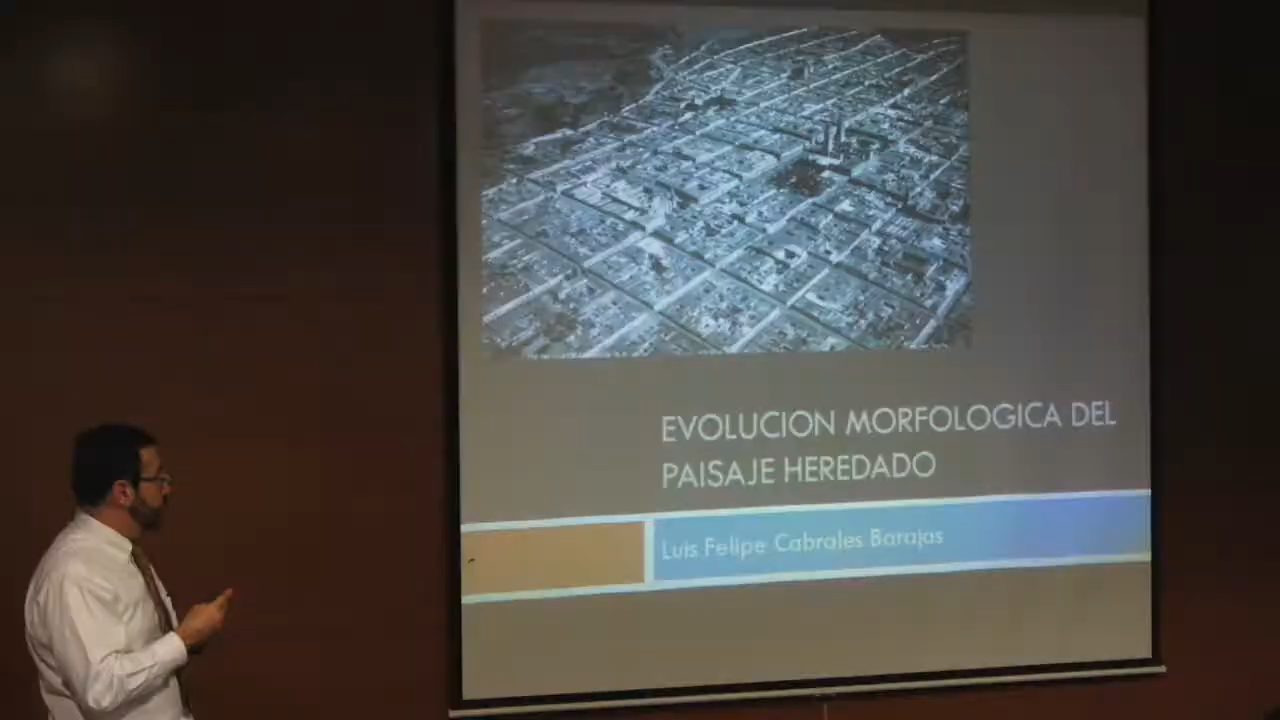 EVOLUCION MORFOLOGICA DEL
PAISAJE HEREDADO
Luis Felipe Cabrales Barajas